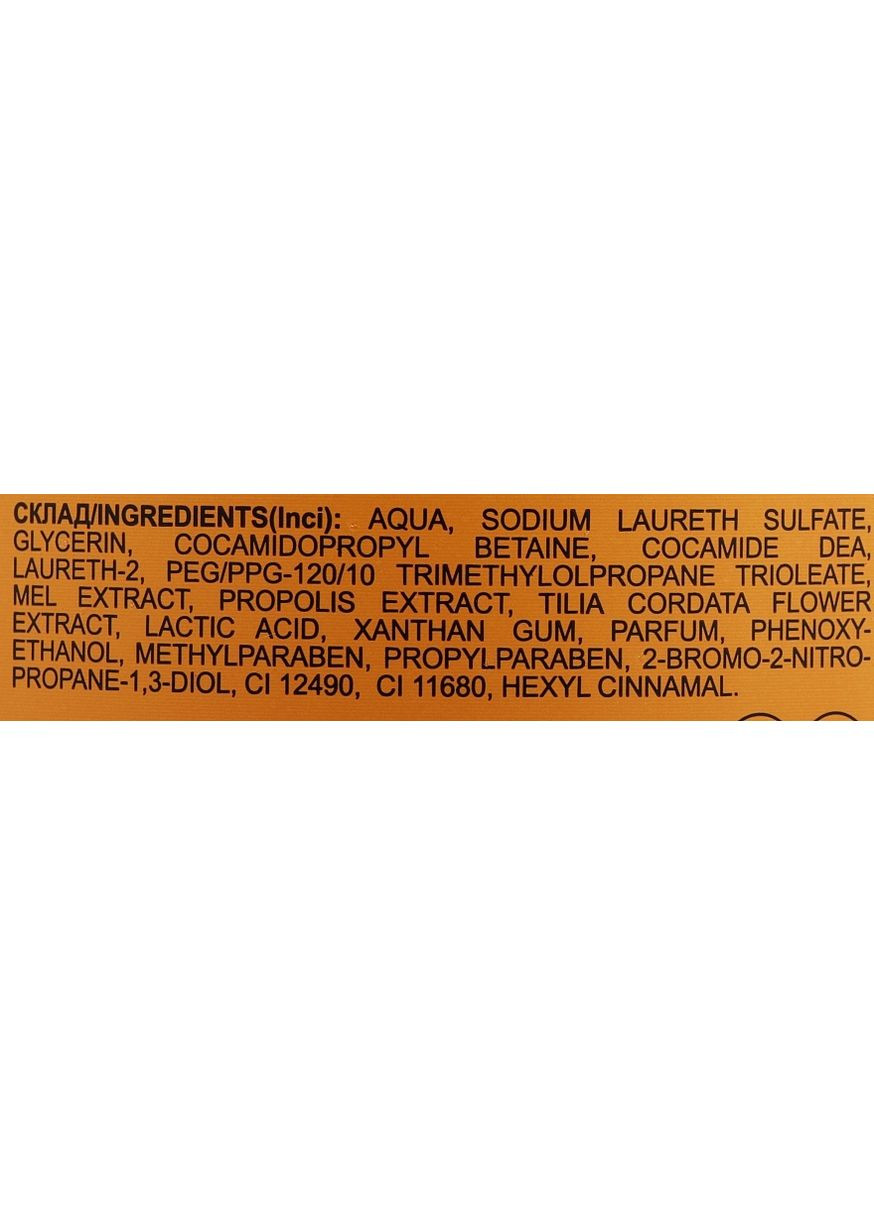 СКЛАД/INGREDIENTS(Inci): AQUA, SODIUM LAURETH SULFATE,
GLYCERIN, COCAMIDOPROPYL BETAINE, COCAMIDE DEA,
LAURETH-2, PEG/PPG-120/10 TRIMETHYLOLPROPANE TRIOLEATE,
MEL EXTRACT, PROPOLIS EXTRACT, TILIA CORDATA FLOWER
EXTRACT, LACTIC ACID, XANTHAN GUM, PARFUM, PHENOXY-
ETHANOL, METHYLPARABEN, PROPYLPARABEN, 2-BROMO-2-NITRO-
PROPANE-1,3-DIOL, CI 12490, CI 11680, HEXYL CINNAMAL.